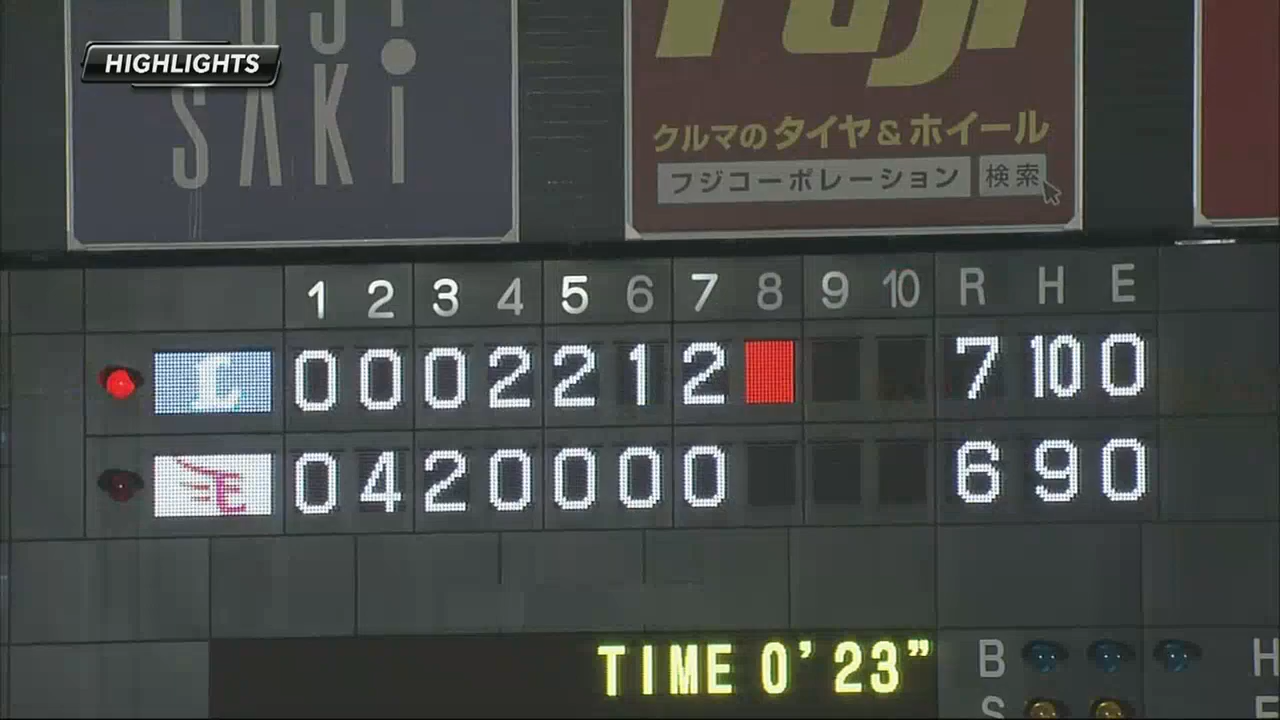 HIGHLIGHTS
SAKi
Fuji
クルマのタイヤ&ホイール
フジコーポレーション 検索
1 2 3 4 5 6 7 8 9 10 R H E
L 0 0 0 2 2 1 2 7 10 0
E 0 4 2 0 0 0 0 6 9 0
TIME 0'23"
B H
S